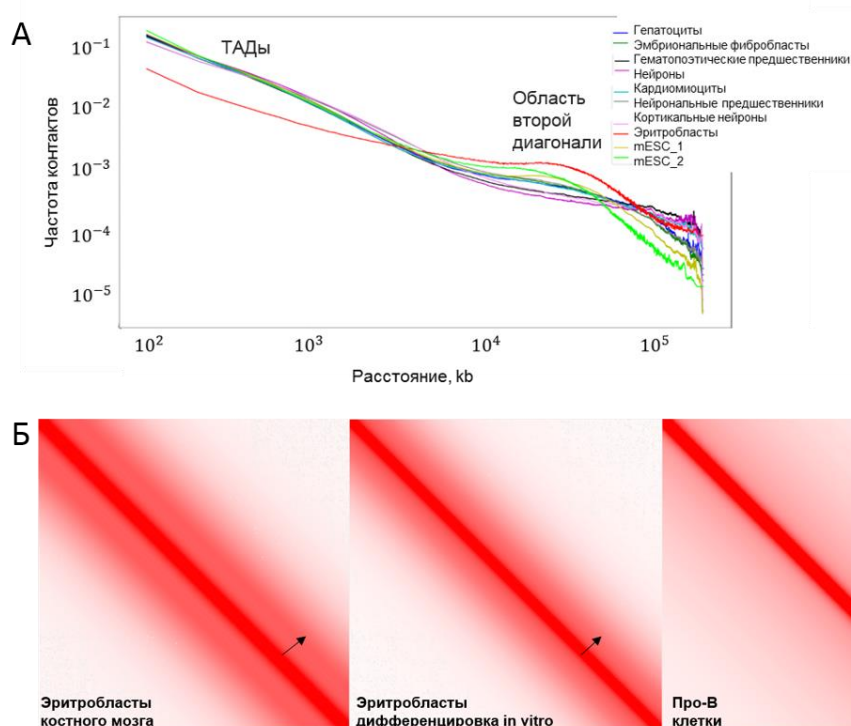 А
ТАДы
Область
второй
диагонали
Гепатоциты
Эмбриональные фибробласты
Гематопоэтические предшественники
Нейроны
Кардиомиоциты
Нейрональные предшественники
Кортикальные нейроны
Эритробласты
mESC_1
mESC_2
Частота контактов
10^-1
10^-2
10^-3
10^-4
10^-5
10^2
10^3
10^4
10^5
Расстояние, kb
Б
Эритробласты
костного мозга
Эритробласты
дифференцировка in vitro
Про-В
клетки